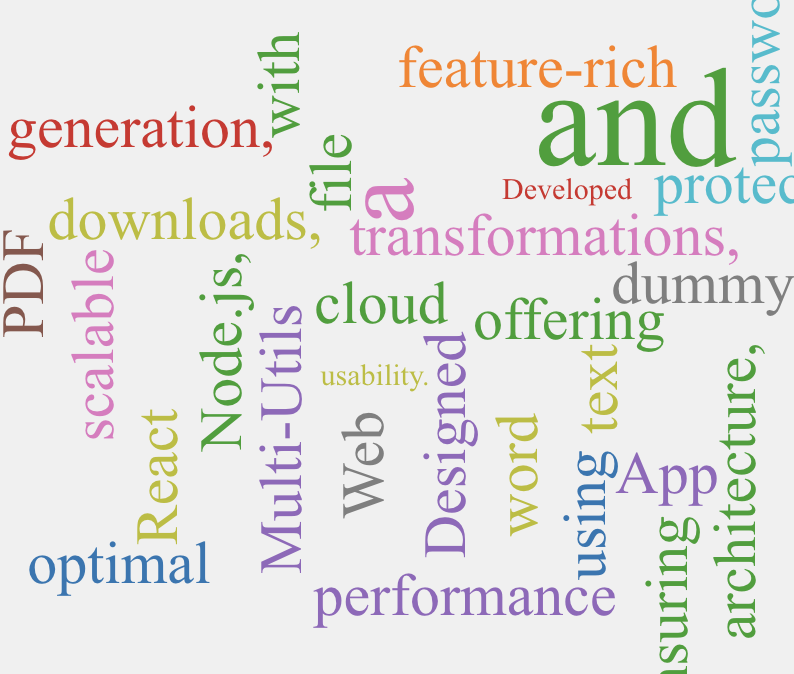 with
feature-rich
passwo
generation,
and
file
a
Developed
protec
downloads,
transformations,
PDF
scalable
Node.js,
cloud
dummy
offering
Multi-Utils
usability.
Designed
text
React
Web
word
using
App
architecture,
optimal
performance
suring